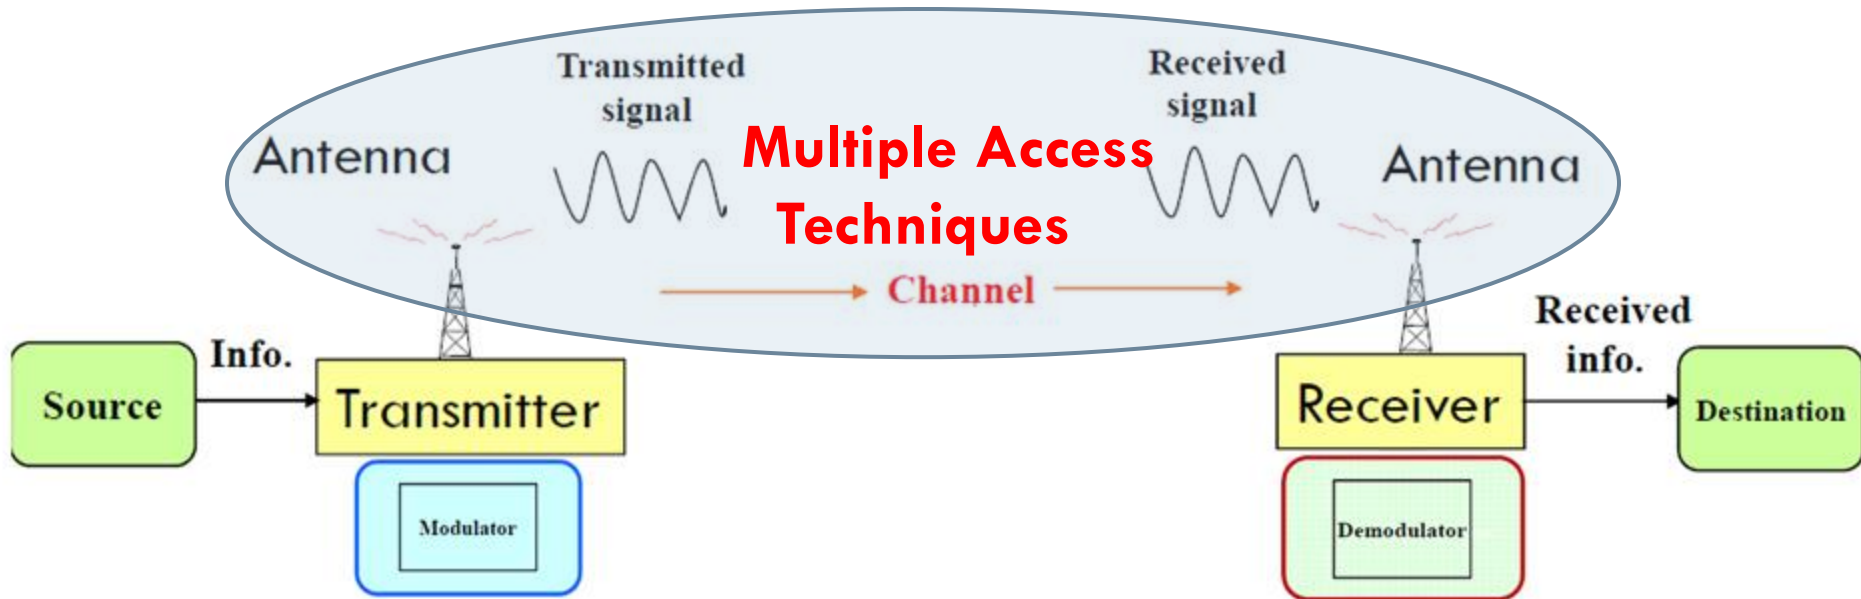 Transmitted
signal
Received
signal
Multiple Access
Techniques
Antenna
Antenna
Channel
Source
Info.
Transmitter
Modulator
Receiver
Demodulator
Received
info.
Destination